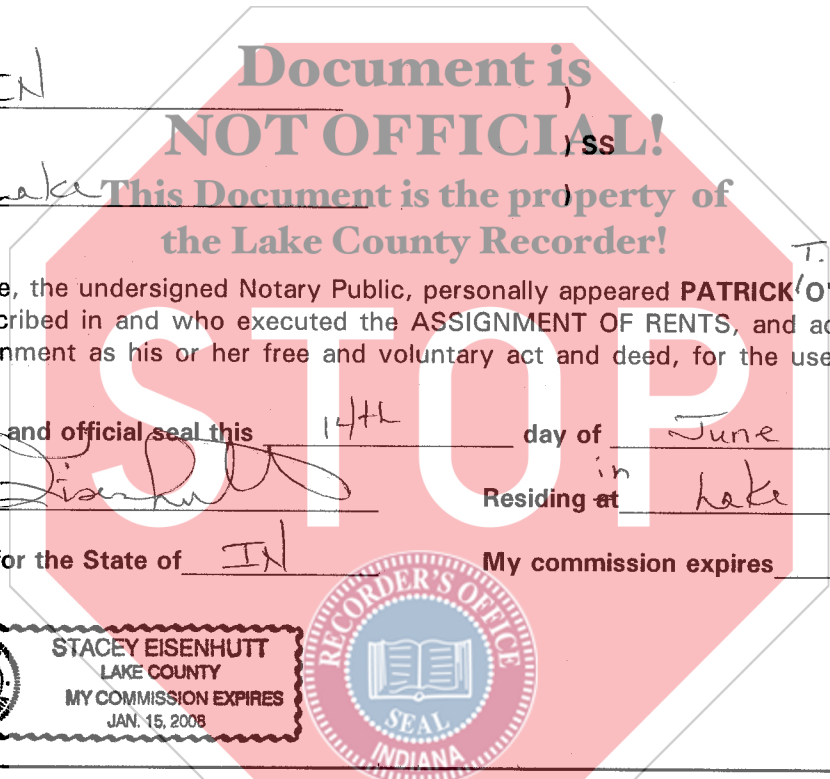 Document is
IN )
NOT OFFICIAL!
) SS
Lake )
This Document is the property of
the Lake County Recorder!
T.
e, the undersigned Notary Public, personally appeared PATRICK O'
cribed in and who executed the ASSIGNMENT OF RENTS, and ac
nment as his or her free and voluntary act and deed, for the use
STOP
and official seal this 14th day of June
in
Residing at Lake
for the State of IN My commission expires
STACEY EISENHUTT
LAKE COUNTY
MY COMMISSION EXPIRES
JAN. 15, 2008
RECORDER'S OFFICE
SEAL
INDIANA